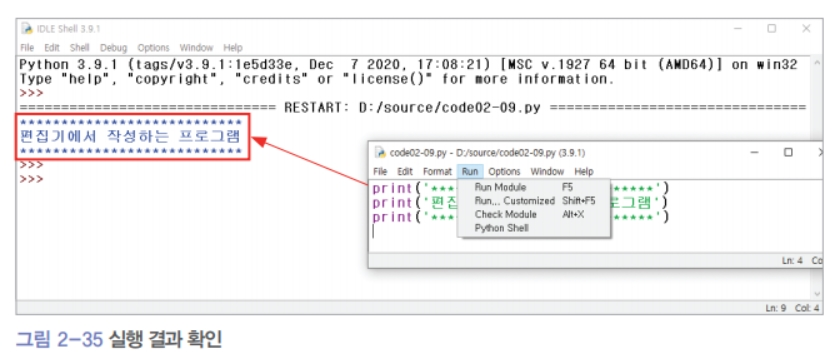 IDLE Shell 3.9.1
File Edit Shell Debug Options Window Help
Python 3.9.1 (tags/v3.9.1:1e5d33e, Dec  7 2020, 17:08:21) [MSC v.1927 64 bit (AMD64)] on win32
Type "help", "copyright", "credits" or "license()" for more information.
>>>
============================== RESTART: D:/source/code02-09.py ==============================
**************************
편집기에서 작성하는 프로그램
**************************
>>>
>>>
code02-09.py - D:/source/code02-09.py (3.9.1)
File Edit Format Run Options Window Help
print('**** *****')
print('편집 프로그램')
print('**** *****')
Run Module F5
Run... Customized Shift+F5
Check Module Alt+X
Python Shell
Ln: 4 Co
Ln: 9 Col: 4
그림 2-35 실행 결과 확인